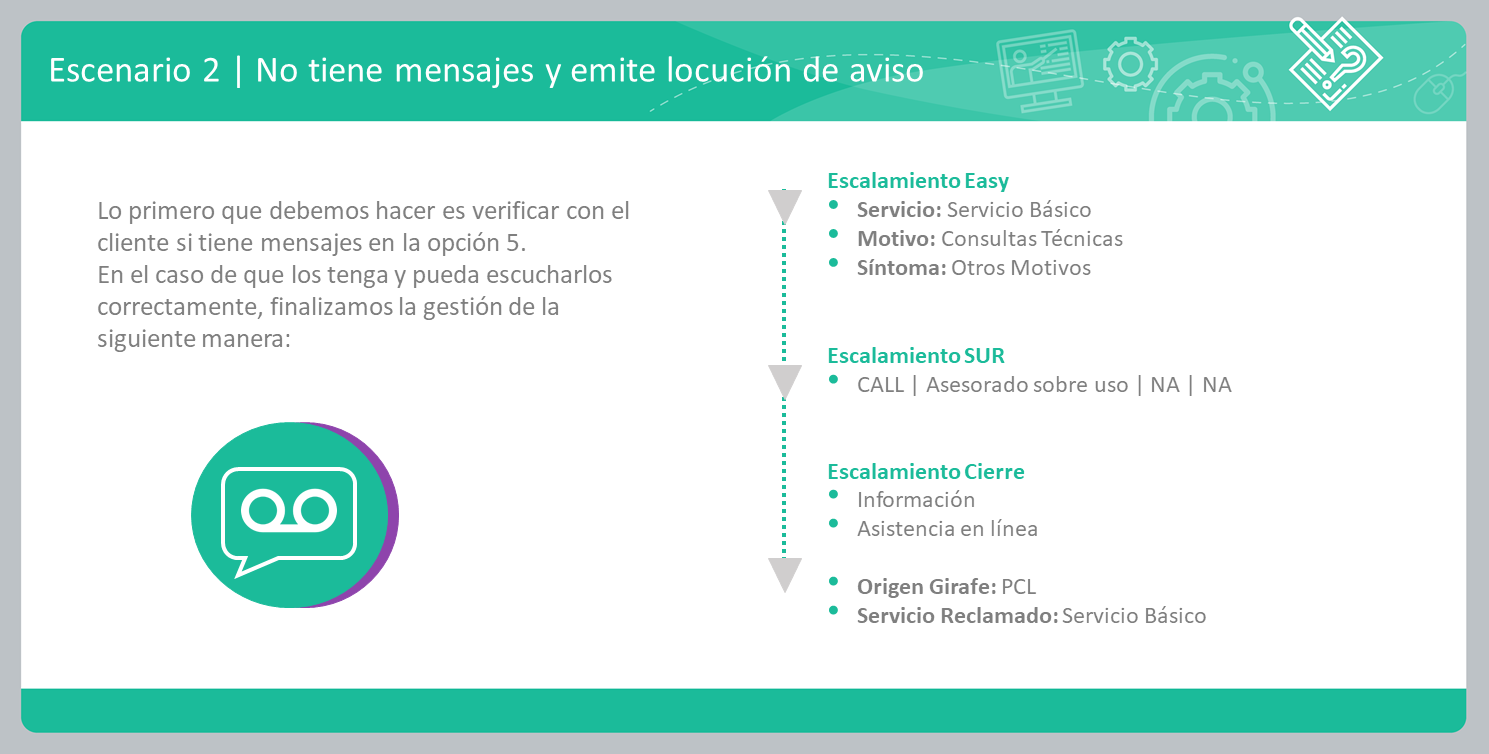 Escenario 2 | No tiene mensajes y emite locución de aviso
Lo primero que debemos hacer es verificar con el
cliente si tiene mensajes en la opción 5.
En el caso de que los tenga y pueda escucharlos
correctamente, finalizamos la gestión de la
siguiente manera:
Escalamiento Easy
• Servicio: Servicio Básico
• Motivo: Consultas Técnicas
• Síntoma: Otros Motivos
Escalamiento SUR
• CALL | Asesorado sobre uso | NA | NA
Escalamiento Cierre
• Información
• Asistencia en línea
• Origen Girafe: PCL
• Servicio Reclamado: Servicio Básico